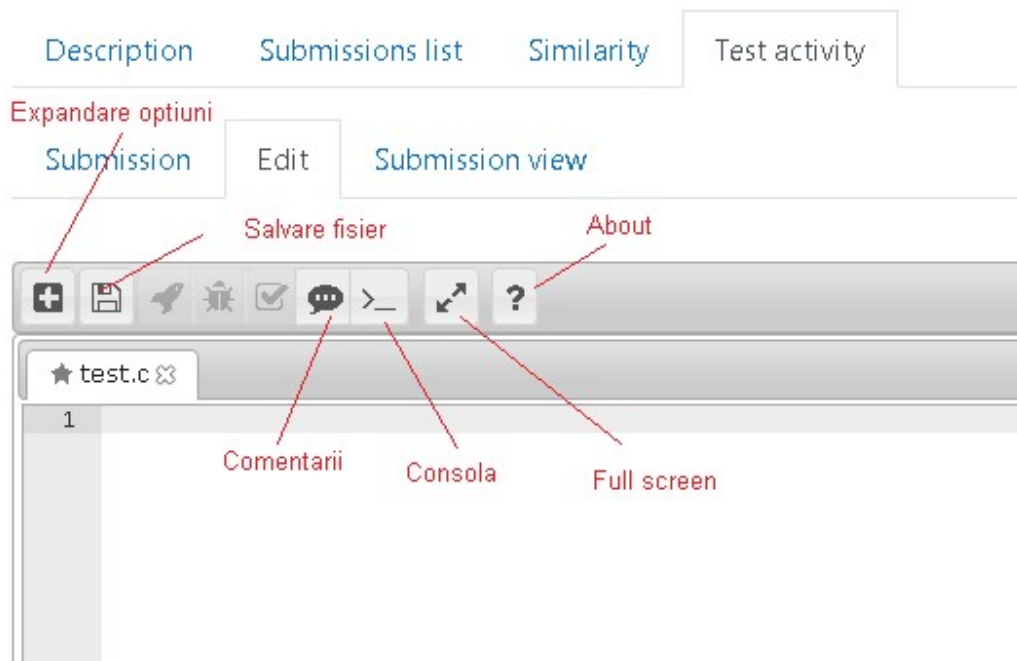 Description Submissions list Similarity Test activity
Expandare optiuni
Submission Edit Submission view
Salvare fisier About
>_ ?
test.c
1
Comentarii Consola Full screen